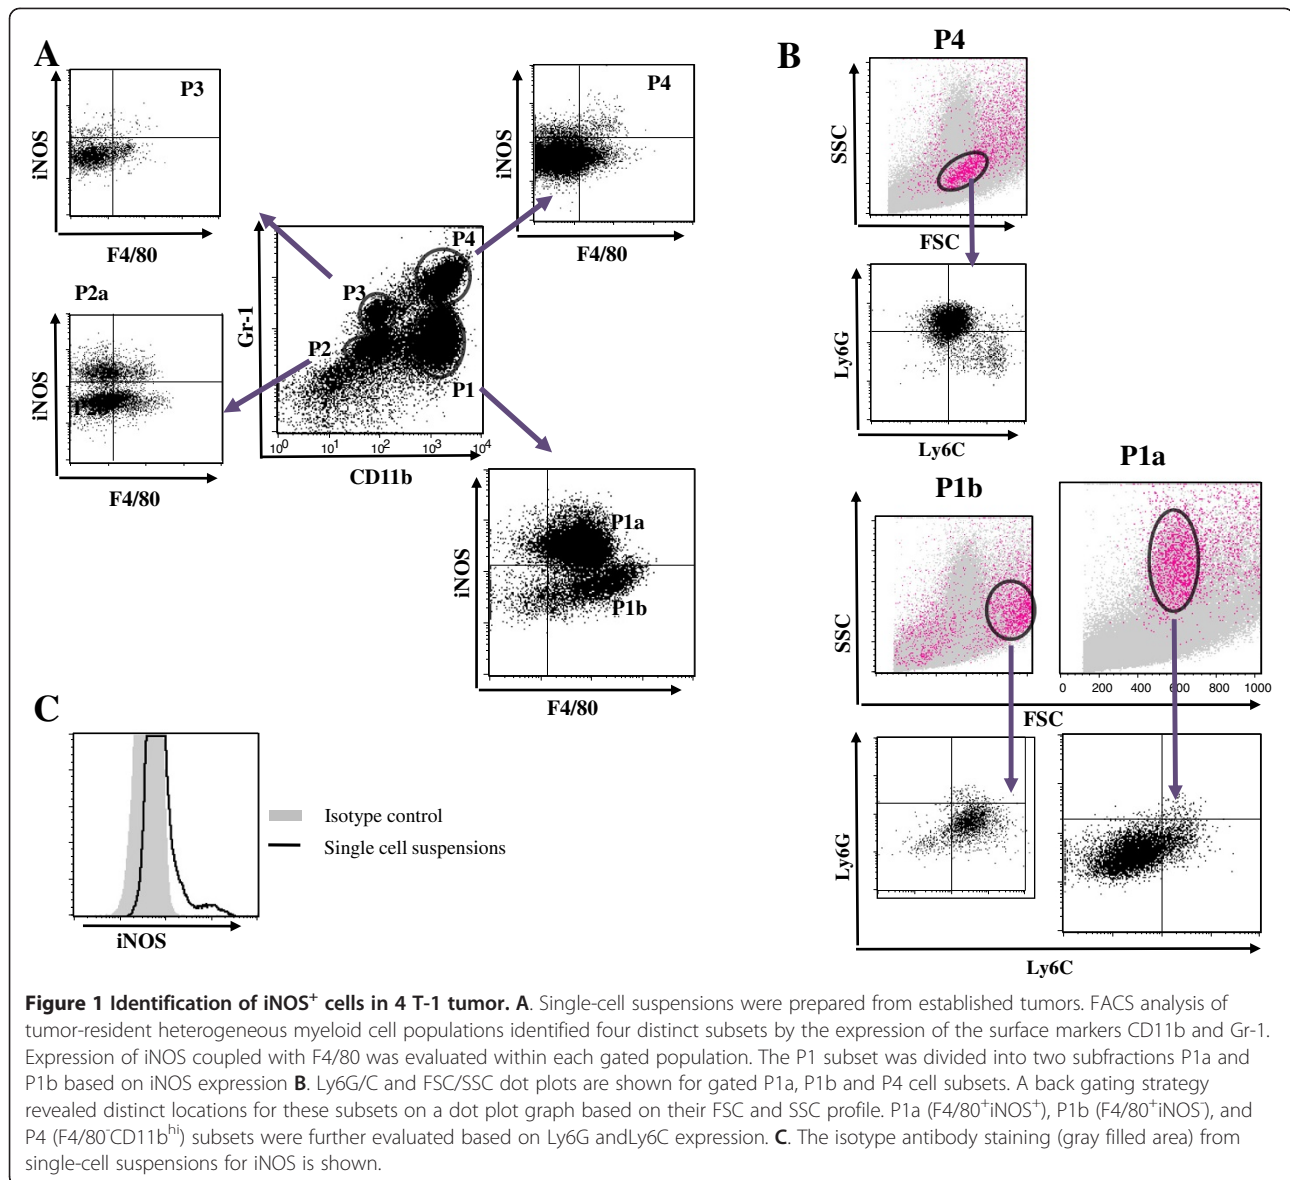 A
P3
iNOS
F4/80
P4
iNOS
F4/80
P2a
iNOS
F4/80
Gr-1
P4
P3
P2
P1
10^0 10^1 10^2 10^3 10^4
CD11b
iNOS
P1a
P1b
F4/80
B
P4
SSC
FSC
Ly6G
Ly6C
P1b
P1a
SSC
0 200 400 600 800 1000
FSC
Ly6G
Ly6C
C
iNOS
Isotype control
Single cell suspensions
Figure 1 Identification of iNOS+ cells in 4 T-1 tumor. A. Single-cell suspensions were prepared from established tumors. FACS analysis of
tumor-resident heterogeneous myeloid cell populations identified four distinct subsets by the expression of the surface markers CD11b and Gr-1.
Expression of iNOS coupled with F4/80 was evaluated within each gated population. The P1 subset was divided into two subfractions P1a and
P1b based on iNOS expression B. Ly6G/C and FSC/SSC dot plots are shown for gated P1a, P1b and P4 cell subsets. A back gating strategy
revealed distinct locations for these subsets on a dot plot graph based on their FSC and SSC profile. P1a (F4/80+iNOS+), P1b (F4/80+iNOS-), and
P4 (F4/80-CD11bhi) subsets were further evaluated based on Ly6G andLy6C expression. C. The isotype antibody staining (gray filled area) from
single-cell suspensions for iNOS is shown.